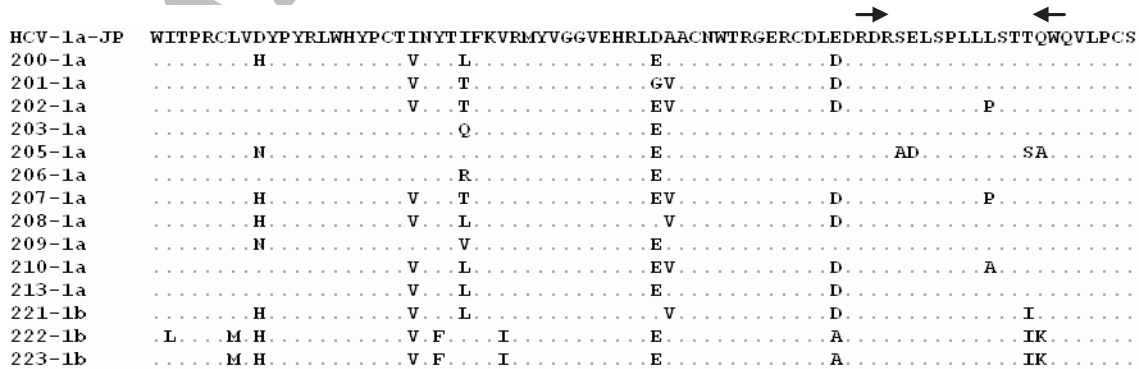 HCV-1a-JP WITPRCLVDYPYRLWHYPCTINYTIFKVRMYVGGVEHRLDAACNWTRGERCDLEDRDRSELSPLLLSTTQWQVLPCS
200-1a ........H...........V...L..............E.............D.......................
201-1a ....................V...T..............GV............D.......................
202-1a ....................V...T..............EV............D...........P...........
203-1a ........................Q..............E.....................................
205-1a ........N..............................E..................AD........SA.......
206-1a ........................R..............E.....................................
207-1a ........H...........V...T..............EV............D...........P...........
208-1a ........H...........V...L...............V............D.......................
209-1a ........N...............V..............E.....................................
210-1a ....................V...L..............EV............D...........A...........
213-1a ....................V...L..............E.............D.......................
221-1b ........H...........V...L...............V............D..............I........
222-1b .L....M.H...........V.F....I...........E.............A..............IK.......
223-1b ......M.H...........V.F....I...........E.............A..............IK.......